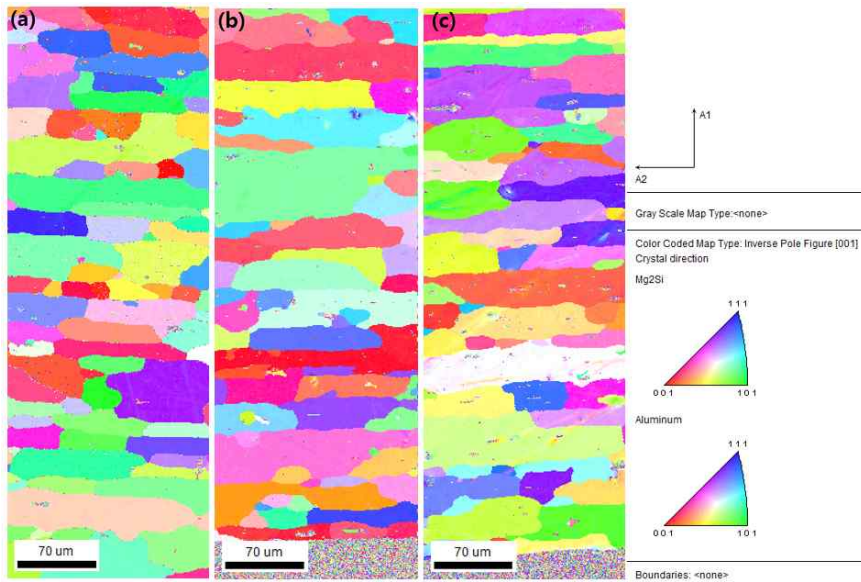 (a)
(b)
(c)
A1
A2
Gray Scale Map Type:<none>
Color Coded Map Type: Inverse Pole Figure [001]
Crystal direction
Mg2Si
1 1 1
0 0 1
1 0 1
Aluminum
1 1 1
0 0 1
1 0 1
70 um
70 um
70 um
Boundaries: <none>